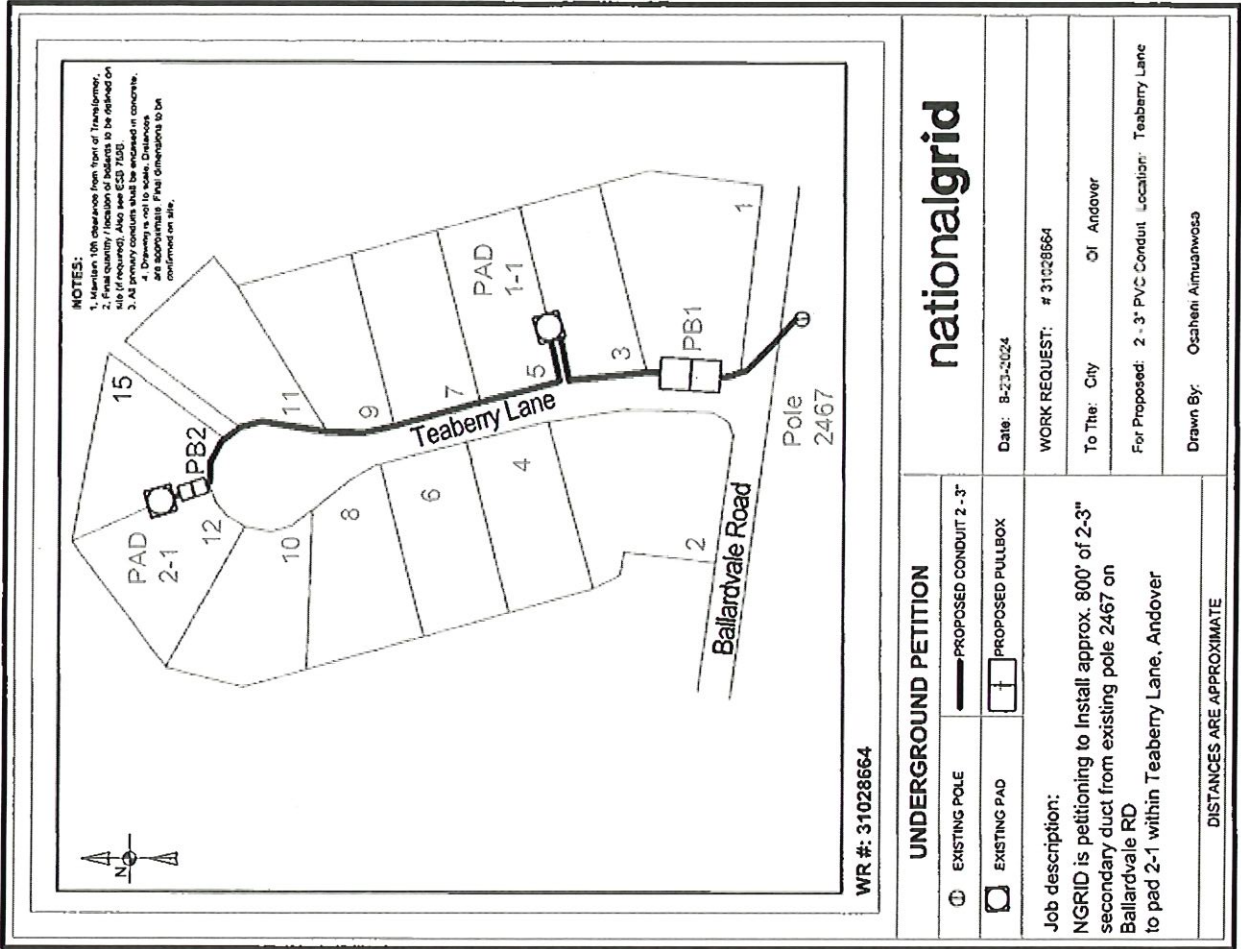 NOTES:
1. Maintain 10ft clearance from front of Transformer.
2. Final quantity / location of bollards to be defined on
site (if required). Also see ESB 759B.
3. All primary conduits shall be encased in concrete.
4. Drawing is not to scale. Distances
are approximate. Final dimensions to be
confirmed on site.
N
15
PAD
2-1
PB2
12
11
10
9
8
7
6
5
4
3
2
1
PAD
1-1
PB1
Teaberry Lane
Ballardvale Road
Pole
2467
WR #: 31028664
UNDERGROUND PETITION
EXISTING POLE
PROPOSED CONDUIT 2 - 3"
EXISTING PAD
PROPOSED PULLBOX
Job description:
NGRID is petitioning to Install approx. 800' of 2-3"
secondary duct from existing pole 2467 on
Ballardvale RD
to pad 2-1 within Teaberry Lane, Andover
DISTANCES ARE APPROXIMATE
nationalgrid
Date: 8-23-2024
WORK REQUEST: # 31028664
To The: City Of Andover
For Proposed: 2 - 3" PVC Conduit Location: Teaberry Lane
Drawn By: Osaheni Aimuanwosa